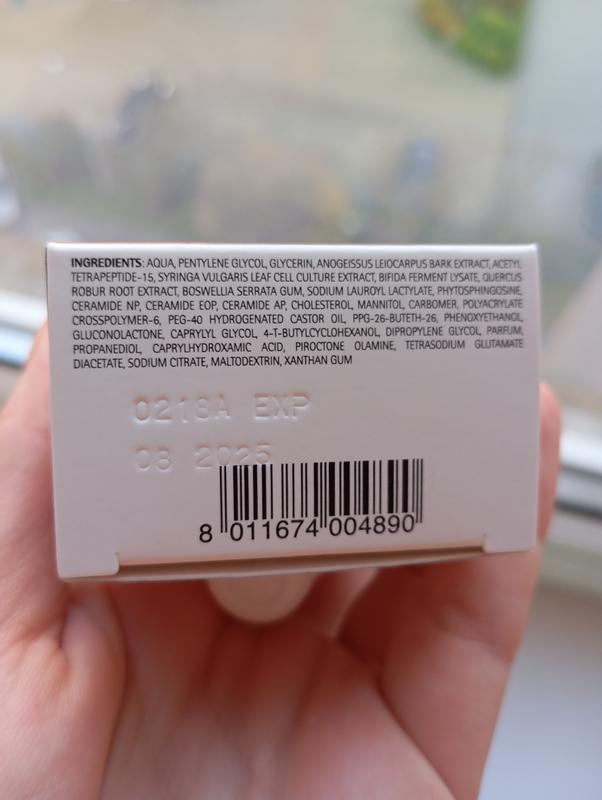 INGREDIENTS: AQUA, PENTYLENE GLYCOL, GLYCERIN, ANOGEISSUS LEIOCARPUS BARK EXTRACT, ACETYL
TETRAPEPTIDE-15, SYRINGA VULGARIS LEAF CELL CULTURE EXTRACT, BIFIDA FERMENT LYSATE, QUERCUS
ROBUR ROOT EXTRACT, BOSWELLIA SERRATA GUM, SODIUM LAUROYL LACTYLATE, PHYTOSPHINGOSINE,
CERAMIDE NP, CERAMIDE EOP, CERAMIDE AP, CHOLESTEROL, MANNITOL, CARBOMER, POLYACRYLATE
CROSSPOLYMER-6, PEG-40 HYDROGENATED CASTOR OIL, PPG-26-BUTETH-26, PHENOXYETHANOL,
GLUCONOLACTONE, CAPRYLYL GLYCOL, 4-T-BUTYLCYCLOHEXANOL, DIPROPYLENE GLYCOL, PARFUM,
PROPANEDIOL, CAPRYLHYDROXAMIC ACID, PIROCTONE OLAMINE, TETRASODIUM GLUTAMATE
DIACETATE, SODIUM CITRATE, MALTODEXTRIN, XANTHAN GUM
0218A EXP
08 2025
8 011674 004890